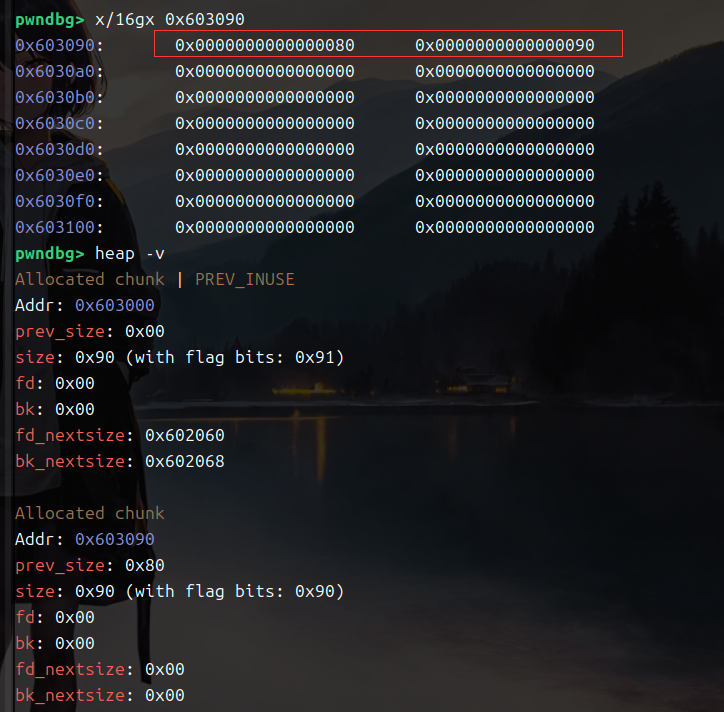 pwndbg> x/16gx 0x603090
0x603090: 0x0000000000000080 0x0000000000000090
0x6030a0: 0x0000000000000000 0x0000000000000000
0x6030b0: 0x0000000000000000 0x0000000000000000
0x6030c0: 0x0000000000000000 0x0000000000000000
0x6030d0: 0x0000000000000000 0x0000000000000000
0x6030e0: 0x0000000000000000 0x0000000000000000
0x6030f0: 0x0000000000000000 0x0000000000000000
0x603100: 0x0000000000000000 0x0000000000000000
pwndbg> heap -v
Allocated chunk | PREV_INUSE
Addr: 0x603000
prev_size: 0x00
size: 0x90 (with flag bits: 0x91)
fd: 0x00
bk: 0x00
fd_nextsize: 0x602060
bk_nextsize: 0x602068
Allocated chunk
Addr: 0x603090
prev_size: 0x80
size: 0x90 (with flag bits: 0x90)
fd: 0x00
bk: 0x00
fd_nextsize: 0x00
bk_nextsize: 0x00